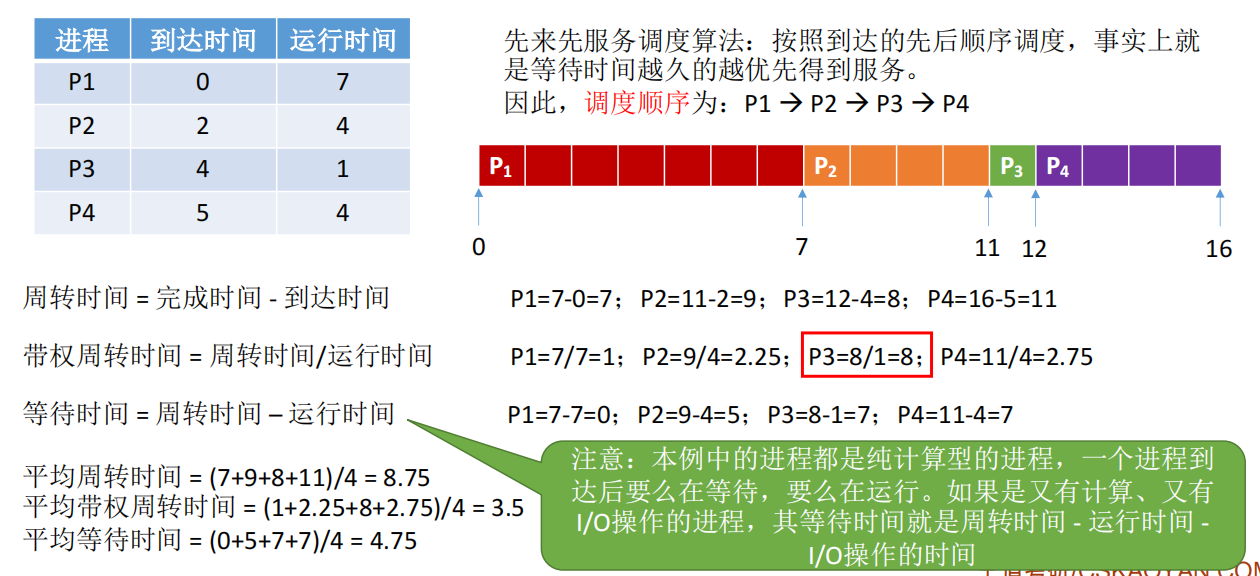 进程 到达时间 运行时间
P1 0 7
P2 2 4
P3 4 1
P4 5 4
先来先服务调度算法：按照到达的先后顺序调度，事实上就
是等待时间越久的越优先得到服务。
因此，调度顺序为：P1 → P2 → P3 → P4
P1 P2 P3 P4
0 7 11 12 16
周转时间 = 完成时间 - 到达时间
P1=7-0=7；P2=11-2=9；P3=12-4=8；P4=16-5=11
带权周转时间 = 周转时间/运行时间
P1=7/7=1；P2=9/4=2.25；P3=8/1=8；P4=11/4=2.75
等待时间 = 周转时间 – 运行时间
P1=7-7=0；P2=9-4=5；P3=8-1=7；P4=11-4=7
平均周转时间 = (7+9+8+11)/4 = 8.75
平均带权周转时间 = (1+2.25+8+2.75)/4 = 3.5
平均等待时间 = (0+5+7+7)/4 = 4.75
注意：本例中的进程都是纯计算型的进程，一个进程到
达后要么在等待，要么在运行。如果是又有计算、又有
I/O操作的进程，其等待时间就是周转时间 - 运行时间 -
I/O操作的时间